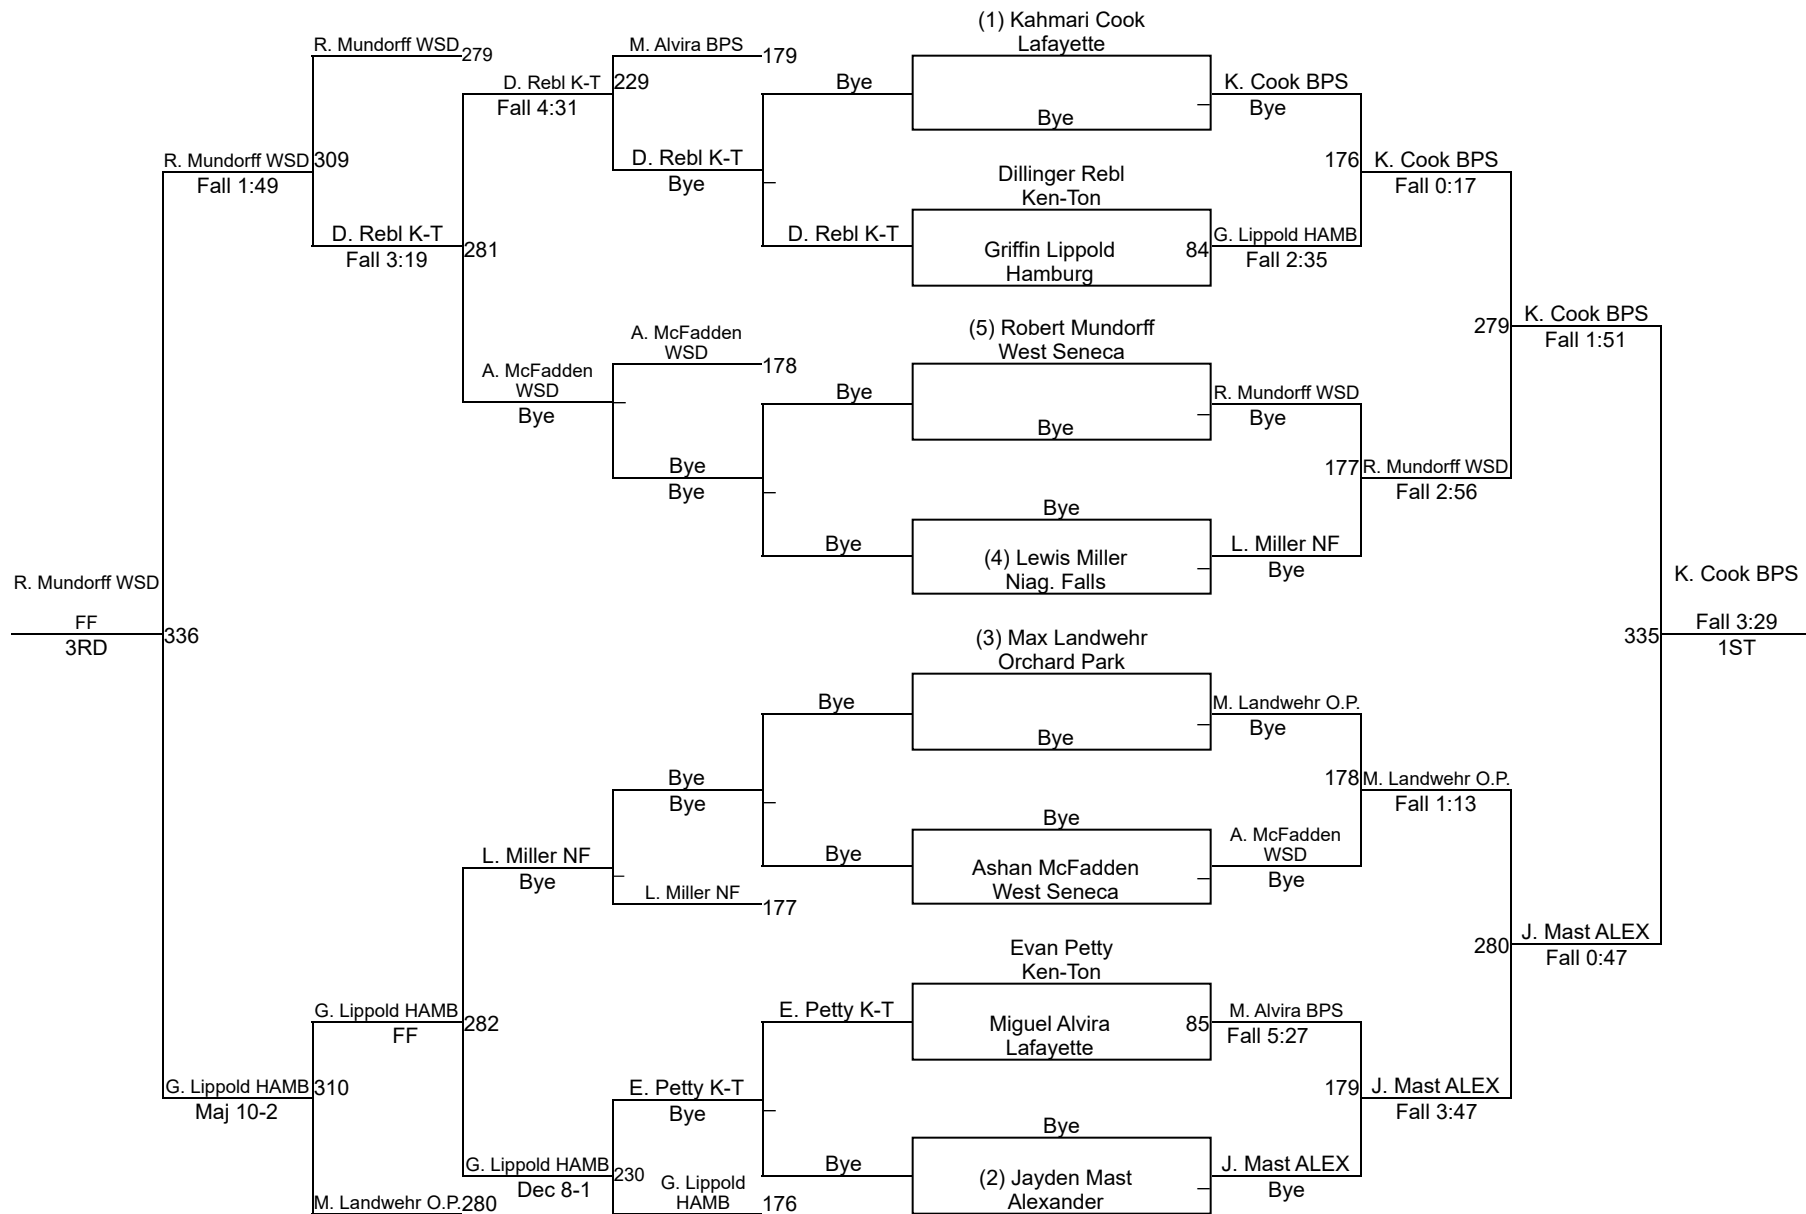 (1) Kahmari Cook
Lafayette
Bye
Dillinger Rebl
Ken-Ton
Griffin Lippold
Hamburg
84
(5) Robert Mundorff
West Seneca
Bye
Bye
(4) Lewis Miller
Niag. Falls
(3) Max Landwehr
Orchard Park
Bye
Bye
Ashan McFadden
West Seneca
Evan Petty
Ken-Ton
Miguel Alvira
Lafayette
85
Bye
(2) Jayden Mast
Alexander
K. Cook BPS
Bye
G. Lippold HAMB
Fall 2:35
R. Mundorff WSD
Bye
L. Miller NF
Bye
M. Landwehr O.P.
Bye
A. McFadden
WSD
Bye
M. Alvira BPS
Fall 5:27
J. Mast ALEX
Bye
176
K. Cook BPS
Fall 0:17
177
R. Mundorff WSD
Fall 2:56
178
M. Landwehr O.P.
Fall 1:13
179
J. Mast ALEX
Fall 3:47
279
K. Cook BPS
Fall 1:51
280
J. Mast ALEX
Fall 0:47
335
K. Cook BPS
Fall 3:29
1ST
Bye
D. Rebl K-T
Bye
Bye
Bye
Bye
E. Petty K-T
Bye
M. Alvira BPS
179
D. Rebl K-T
Bye
A. McFadden
WSD
178
Bye
Bye
Bye
Bye
L. Miller NF
177
E. Petty K-T
Bye
G. Lippold
HAMB
176
D. Rebl K-T
229
Fall 4:31
A. McFadden
WSD
Bye
L. Miller NF
Bye
G. Lippold HAMB
230
Dec 8-1
R. Mundorff WSD
279
D. Rebl K-T
281
Fall 3:19
G. Lippold HAMB
282
FF
M. Landwehr O.P.
280
R. Mundorff WSD
309
Fall 1:49
G. Lippold HAMB
310
Maj 10-2
R. Mundorff WSD
FF
336
3RD